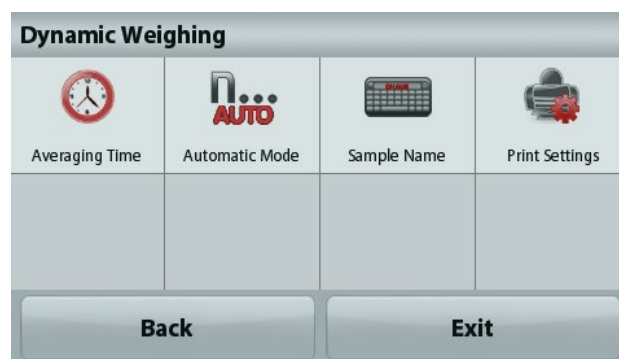 Dynamic Weighing
n...
AUTO
Averaging Time
Automatic Mode
Sample Name
Print Settings
Back
Exit